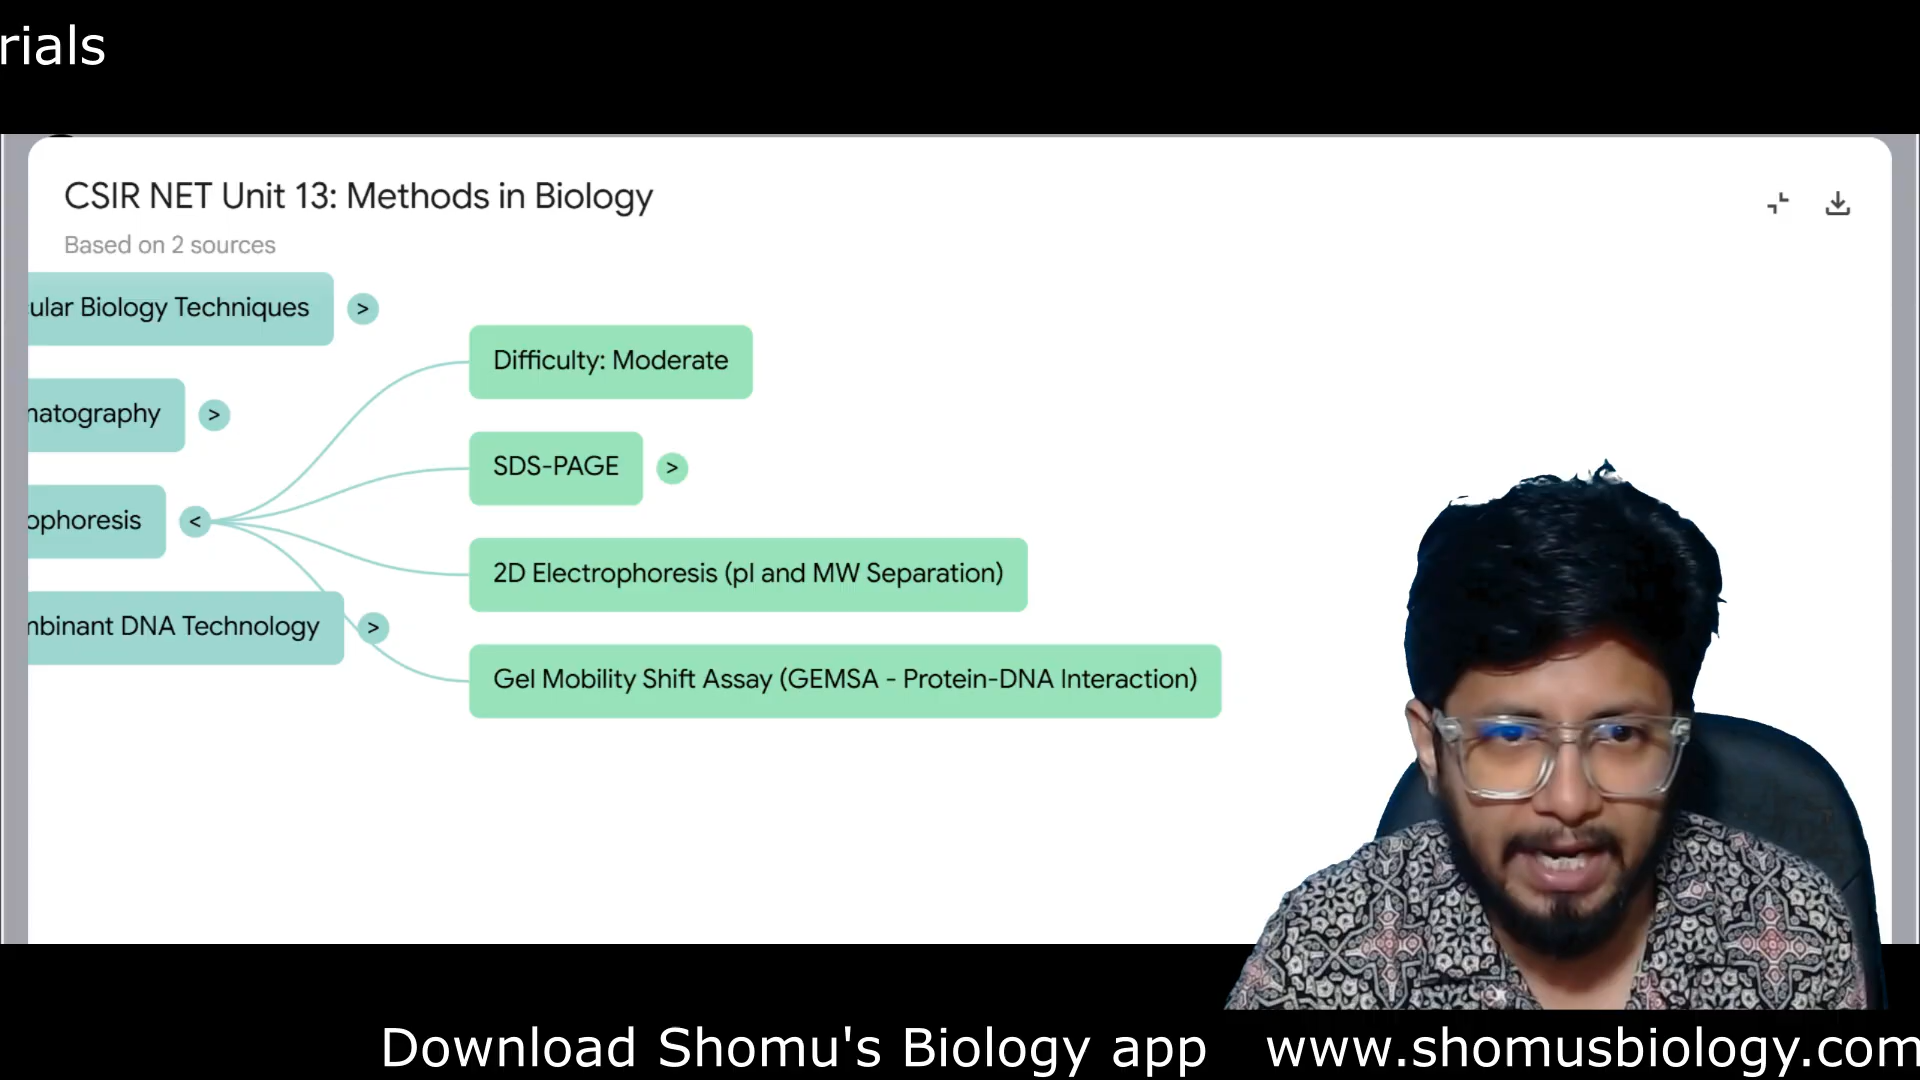 rials
CSIR NET Unit 13: Methods in Biology
Based on 2 sources
ular Biology Techniques >
Difficulty: Moderate
matography >
SDS-PAGE >
ophoresis <
2D Electrophoresis (pI and MW Separation)
mbinant DNA Technology >
Gel Mobility Shift Assay (GEMSA - Protein-DNA Interaction)
Download Shomu's Biology app www.shomusbiology.com